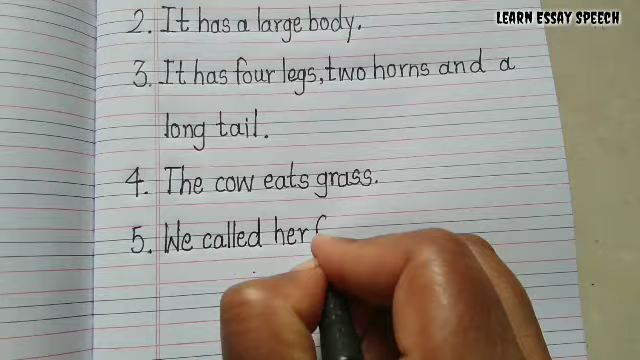 LEARN ESSAY SPEECH
2. It has a large body.
3. It has four legs, two horns and a
long tail.
4. The cow eats grass.
5. We called her